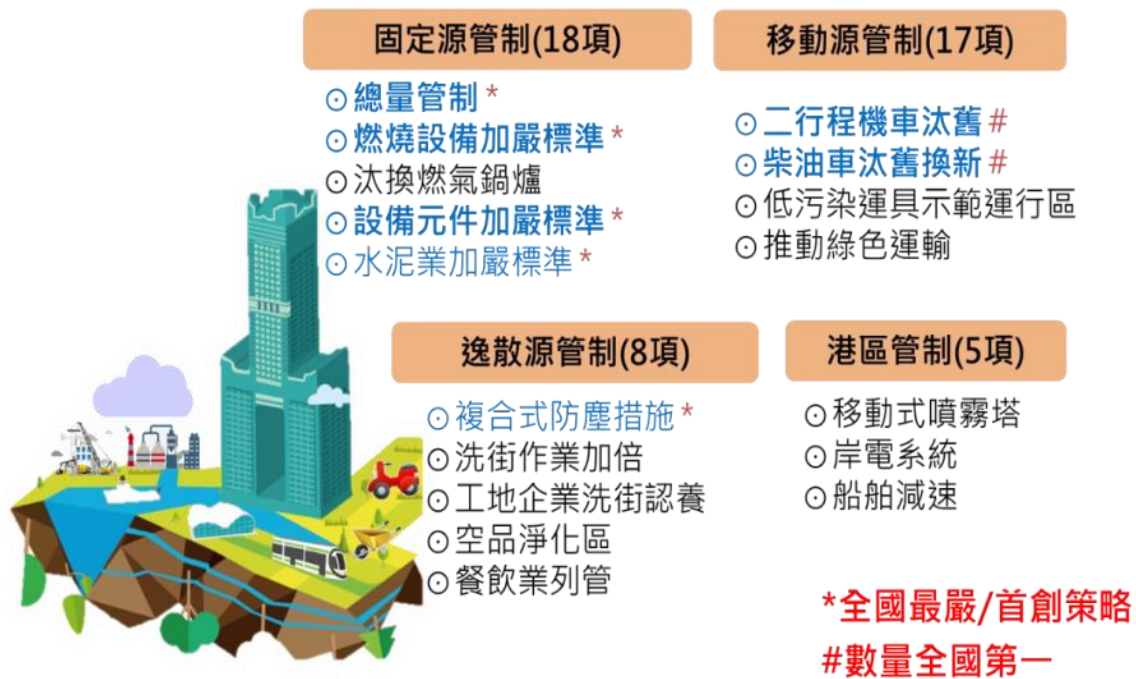 固定源管制(18項)
⊙總量管制*
⊙燃燒設備加嚴標準*
⊙汰換燃氣鍋爐
⊙設備元件加嚴標準*
⊙水泥業加嚴標準*
移動源管制(17項)
⊙二行程機車汰舊#
⊙柴油車汰舊換新#
⊙低污染運具示範運行區
⊙推動綠色運輸
逸散源管制(8項)
⊙複合式防塵措施*
⊙洗街作業加倍
⊙工地企業洗街認養
⊙空品淨化區
⊙餐飲業列管
港區管制(5項)
⊙移動式噴霧塔
⊙岸電系統
⊙船舶減速
*全國最嚴/首創策略
#數量全國第一